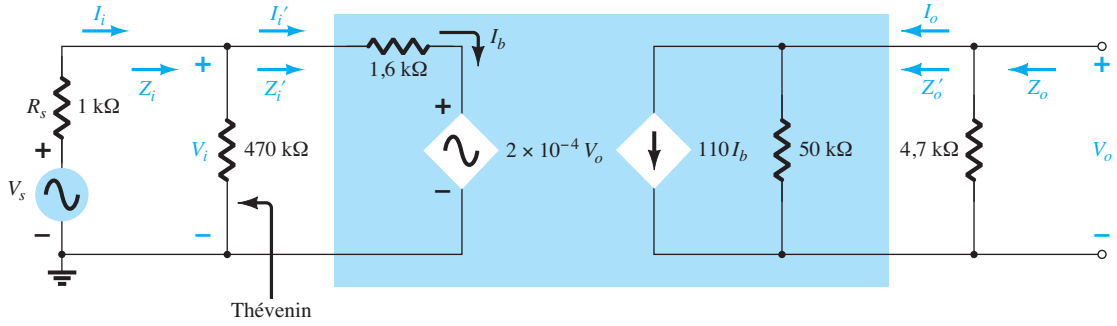 I_i
I_i′
I_b
I_o
Z_i
Z_i′
1,6 kΩ
Z_o′
Z_o
R_s
1 kΩ
+
+
+
+
V_s
V_i
470 kΩ
2 × 10⁻⁴ V_o
110 I_b
50 kΩ
4,7 kΩ
V_o
−
−
−
−
Thévenin